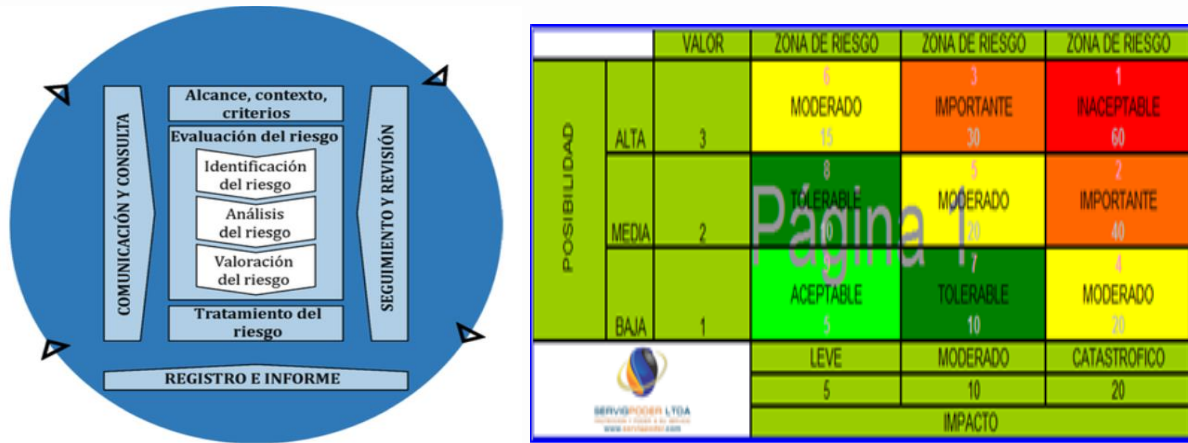 Alcance, contexto,
criterios
Evaluación del riesgo
Identificación
del riesgo
Análisis
del riesgo
Valoración
del riesgo
Tratamiento del
riesgo
COMUNICACIÓN Y CONSULTA
SEGUIMIENTO Y REVISIÓN
REGISTRO E INFORME
VALOR ZONA DE RIESGO ZONA DE RIESGO ZONA DE RIESGO
POSIBILIDAD
6 3 1
MODERADO IMPORTANTE INACEPTABLE
ALTA 3 15 30 60
8 5 2
TOLERABLE MODERADO IMPORTANTE
MEDIA 2 10 20 40
Página 1
9 7 4
ACEPTABLE TOLERABLE MODERADO
BAJA 1 5 10 20
LEVE MODERADO CATASTROFICO
5 10 20
IMPACTO
SERVIGPODER LTDA